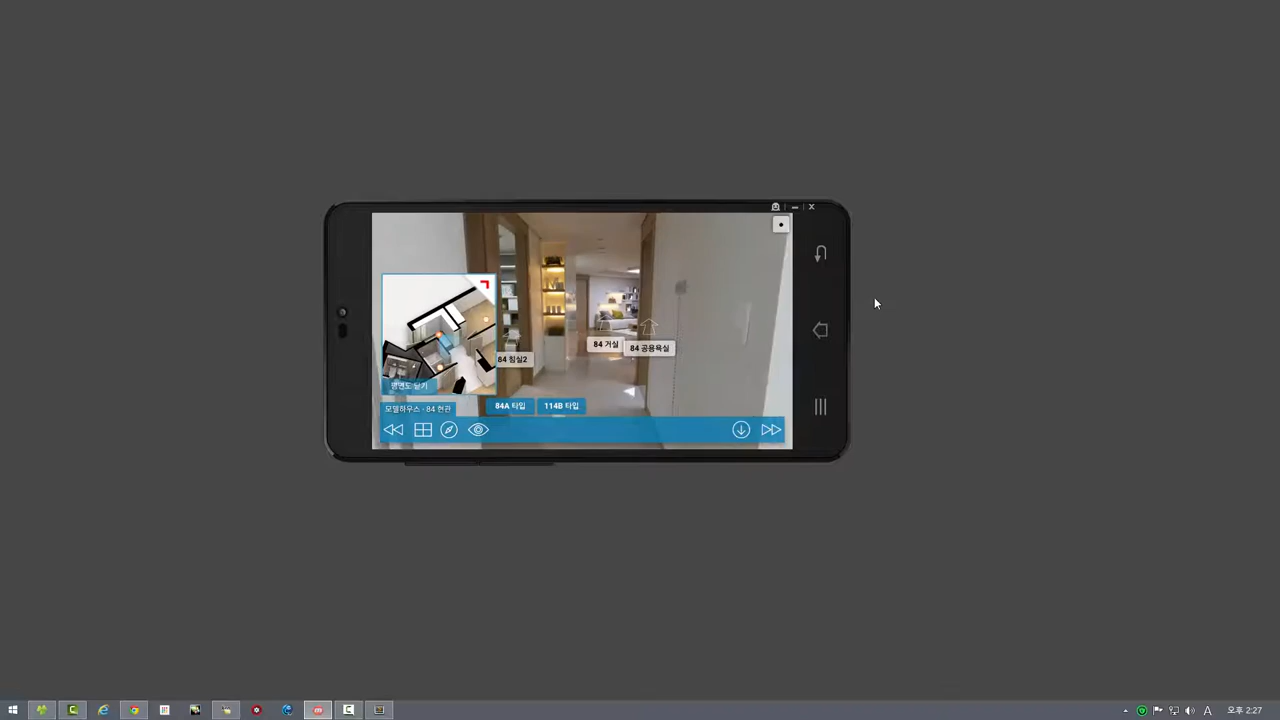 84 침실2
84 거실
84 공용욕실
평면도 닫기
모델하우스 - 84 현관
84A 타입
114B 타입
A
오후 2:27